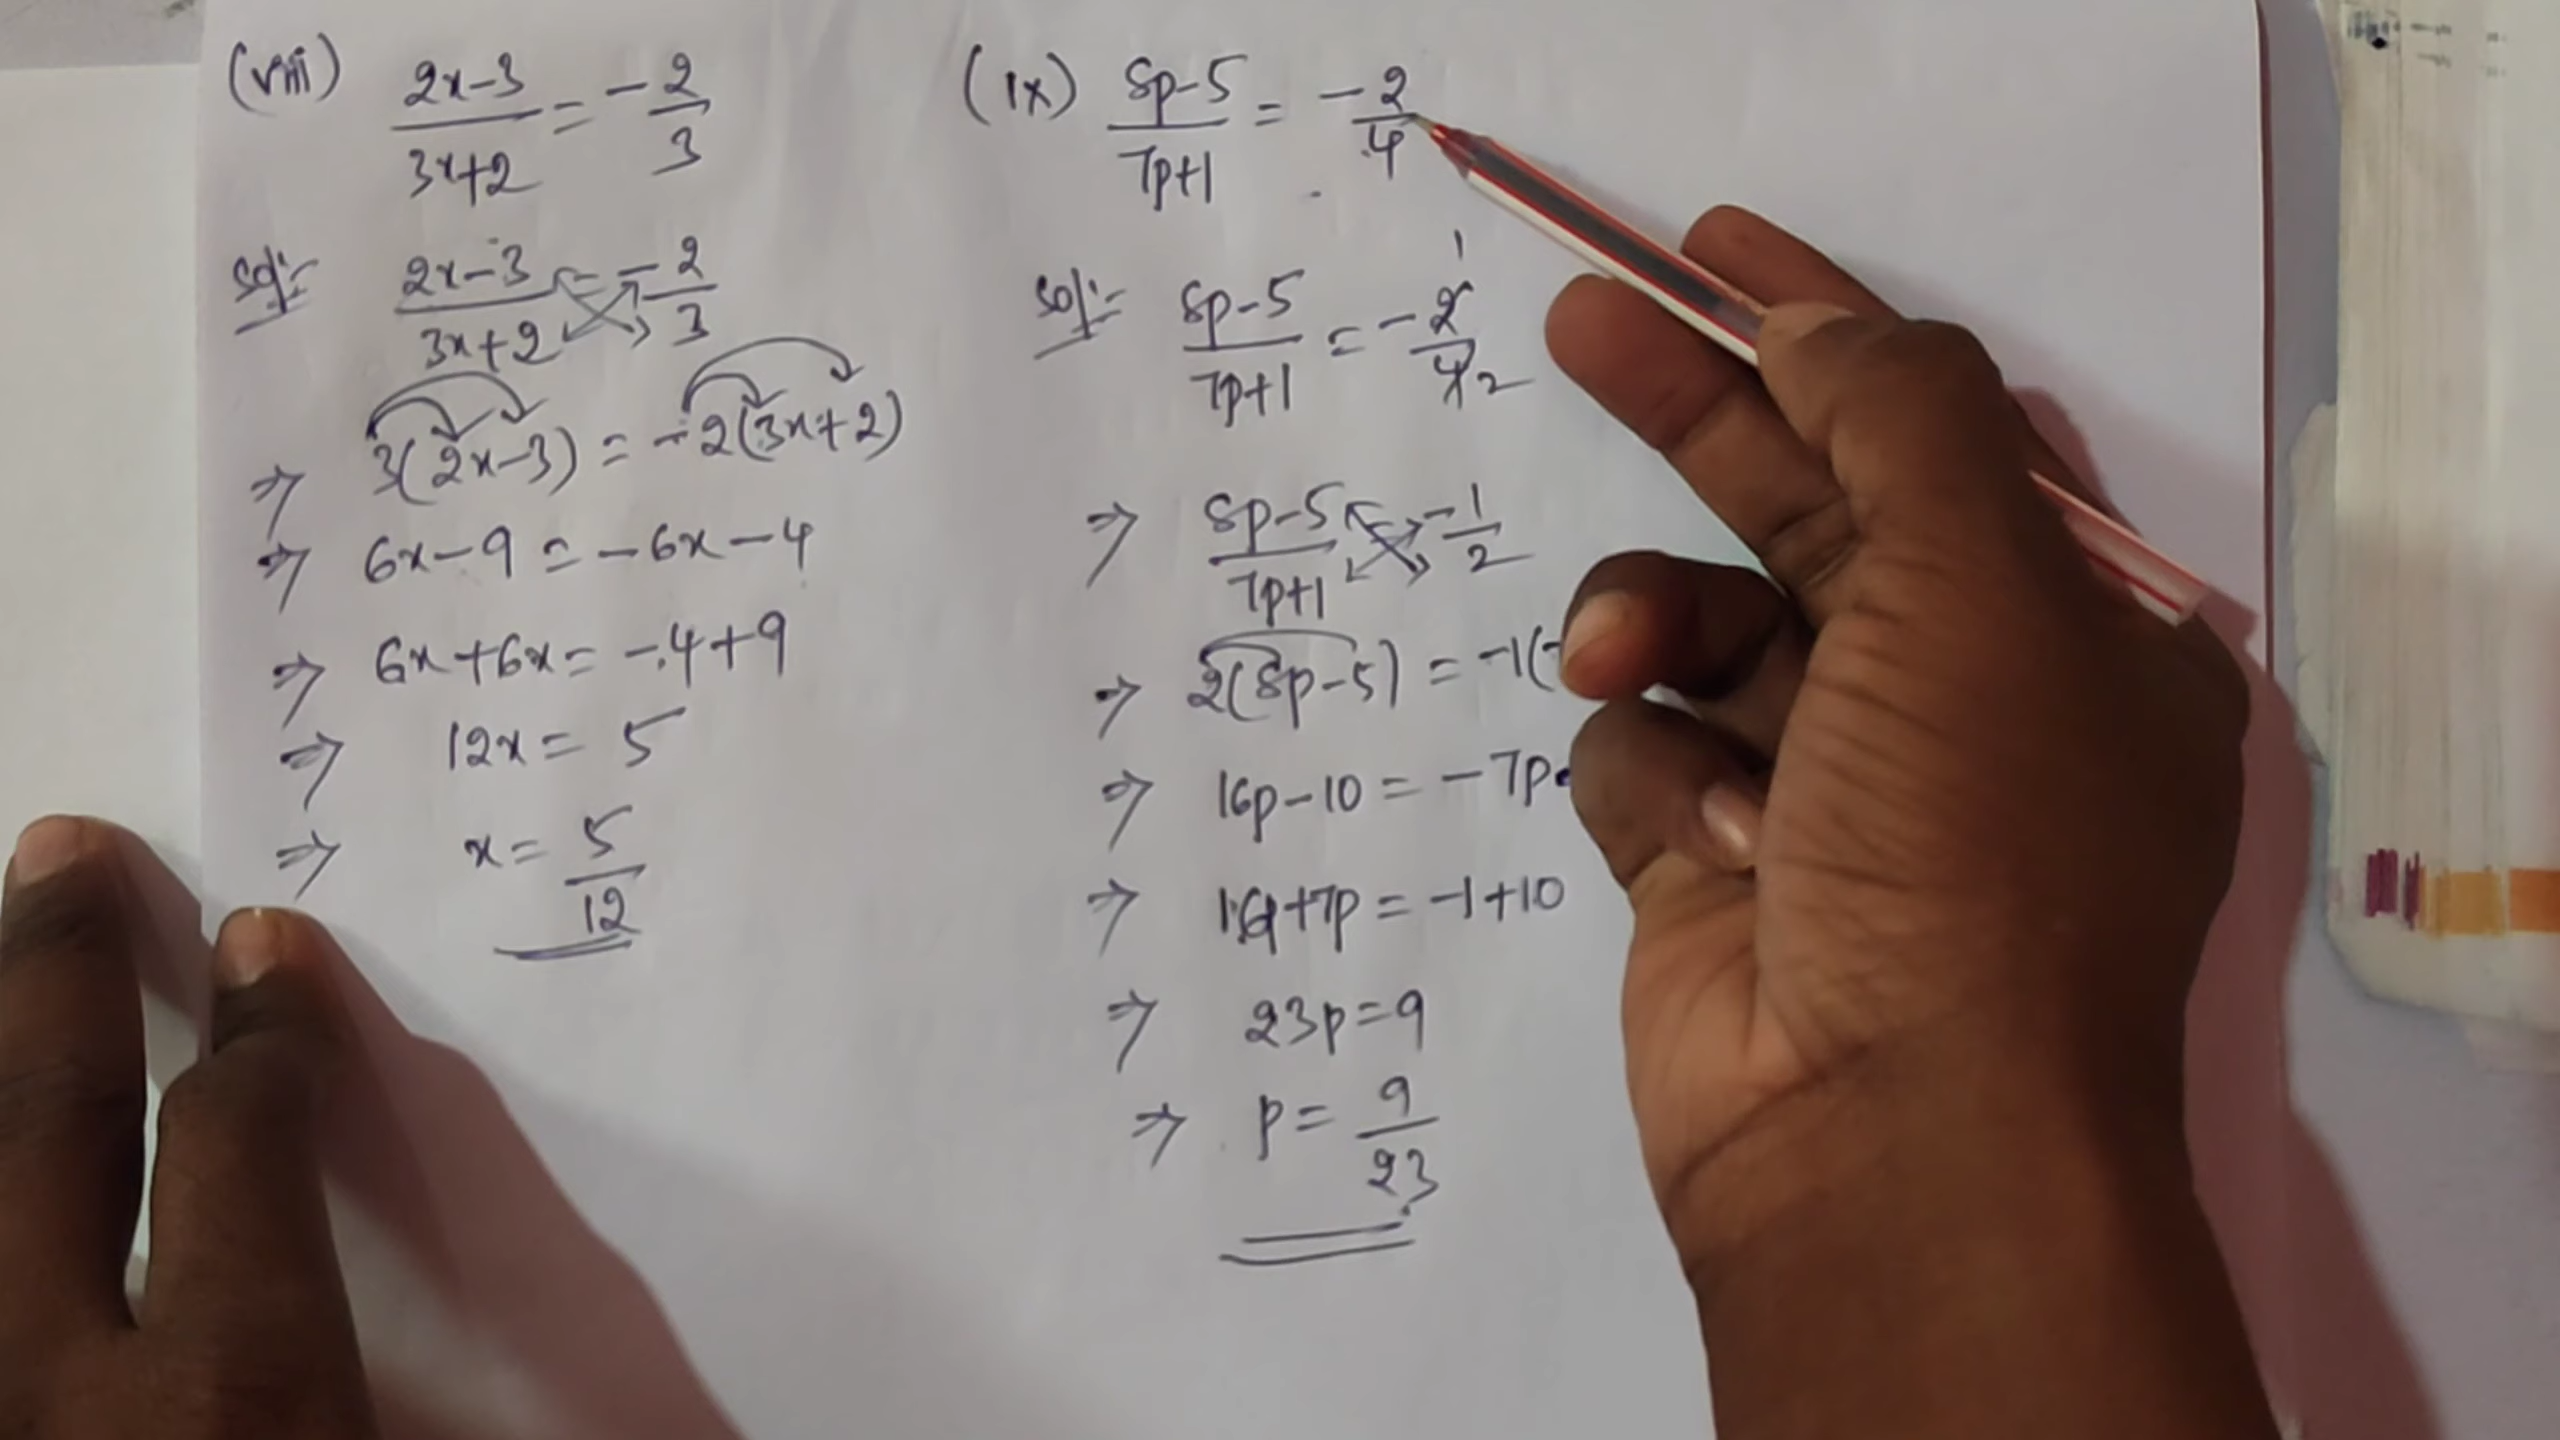 (viii) 2x-3/3x+2 = -2/3
Sol:- 2x-3/3x+2 = -2/3
⇒ 3(2x-3) = -2(3x+2)
⇒ 6x-9 = -6x-4
⇒ 6x+6x = -4+9
⇒ 12x = 5
⇒ x = 5/12
(ix) 8p-5/7p+1 = -2/4
Sol:- 8p-5/7p+1 = -2/4 1 2
⇒ 8p-5/7p+1 = -1/2
⇒ 2(8p-5) = -1(
⇒ 16p-10 = -7p
⇒ 16p+7p = -1+10
⇒ 23p = 9
⇒ p = 9/23